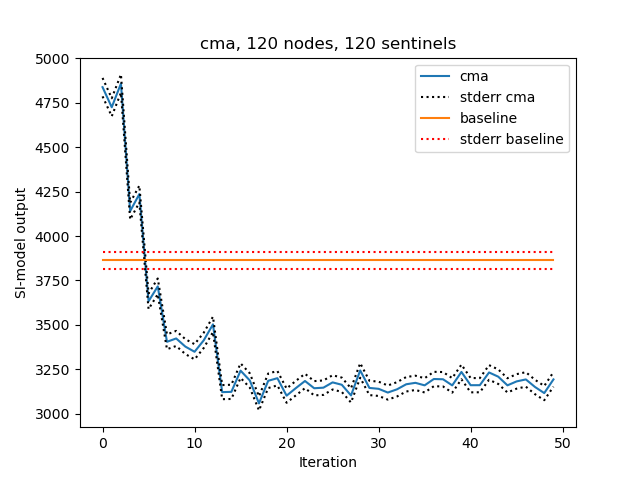 cma, 120 nodes, 120 sentinels
5000
4750
4500
4250
4000
3750
3500
3250
3000
SI-model output
cma
stderr cma
baseline
stderr baseline
0 10 20 30 40 50
Iteration